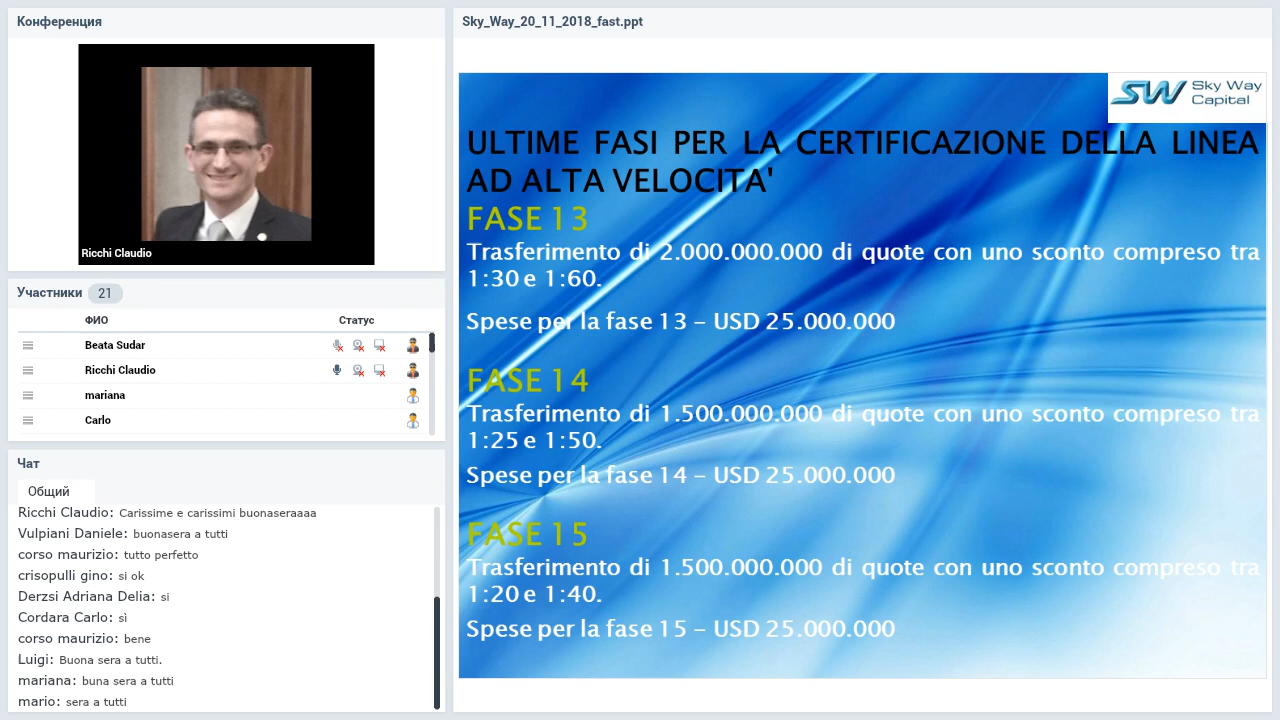 Конференция
Ricchi Claudio
Участники 21
ФИО Статус
Beata Sudar
Ricchi Claudio
mariana
Carlo
Чат
Общий
Ricchi Claudio: Carissime e carissimi buonaseraaaa
Vulpiani Daniele: buonasera a tutti
corso maurizio: tutto perfetto
crisopulli gino: si ok
Derzsi Adriana Delia: si
Cordara Carlo: sì
corso maurizio: bene
Luigi: Buona sera a tutti.
mariana: buna sera a tutti
mario: sera a tutti
Sky_Way_20_11_2018_fast.ppt
SW Sky Way
Capital
ULTIME FASI PER LA CERTIFICAZIONE DELLA LINEA
AD ALTA VELOCITA'
FASE 13
Trasferimento di 2.000.000.000 di quote con uno sconto compreso tra
1:30 e 1:60.
Spese per la fase 13 – USD 25.000.000
FASE 14
Trasferimento di 1.500.000.000 di quote con uno sconto compreso tra
1:25 e 1:50.
Spese per la fase 14 – USD 25.000.000
FASE 15
Trasferimento di 1.500.000.000 di quote con uno sconto compreso tra
1:20 e 1:40.
Spese per la fase 15 – USD 25.000.000